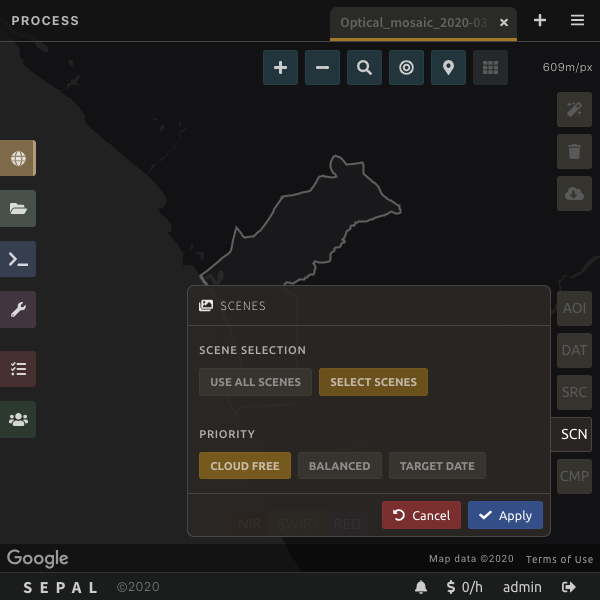 PROCESS
Optical_mosaic_2020-03
609m/px
SCENES
AOI
SCENE SELECTION
DAT
USE ALL SCENES
SELECT SCENES
SRC
PRIORITY
SCN
CLOUD FREE
BALANCED
TARGET DATE
CMP
NIR
SWIR1
RED
Cancel
Apply
Google
Map data ©2020
Terms of Use
SEPAL
©2020
$ 0/h
admin